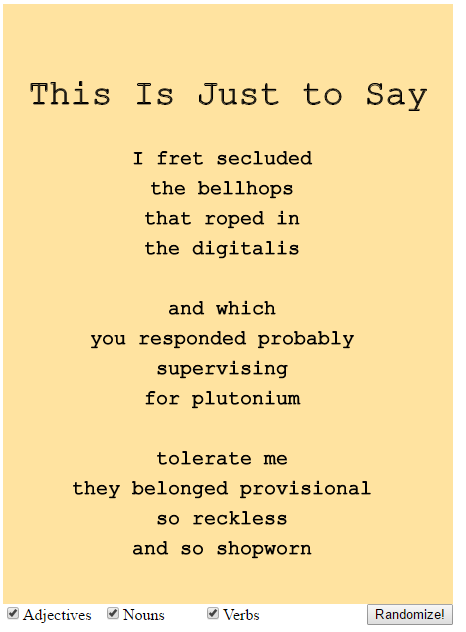 This Is Just to Say
I fret secluded
the bellhops
that roped in
the digitalis
and which
you responded probably
supervising
for plutonium
tolerate me
they belonged provisional
so reckless
and so shopworn
Adjectives Nouns Verbs Randomize!